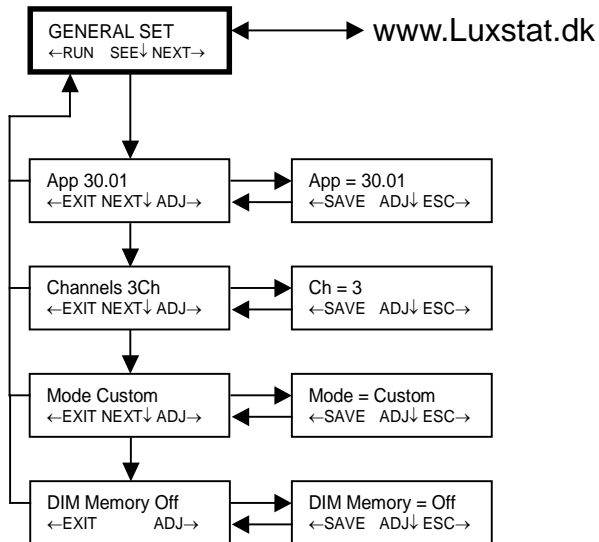 GENERAL SET
←RUN SEE↓ NEXT→
www.Luxstat.dk
App 30.01
←EXIT NEXT↓ ADJ→
App = 30.01
←SAVE ADJ↓ ESC→
Channels 3Ch
←EXIT NEXT↓ ADJ→
Ch = 3
←SAVE ADJ↓ ESC→
Mode Custom
←EXIT NEXT↓ ADJ→
Mode = Custom
←SAVE ADJ↓ ESC→
DIM Memory Off
←EXIT ADJ→
DIM Memory = Off
←SAVE ADJ↓ ESC→